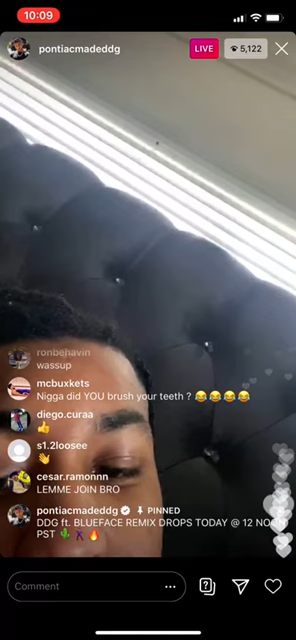 10:09
pontiacmadeddg
LIVE
5,122
ronbehavin
wassup
mcbuxkets
Nigga did YOU brush your teeth ? 😂😂😂😂
diego.curaa
👍
s1.2loosee
👋
cesar.ramonnn
LEMME JOIN BRO
pontiacmadeddg PINNED
DDG ft. BLUEFACE REMIX DROPS TODAY @ 12 NOON
PST 🌵🕺🏿🔥
Comment